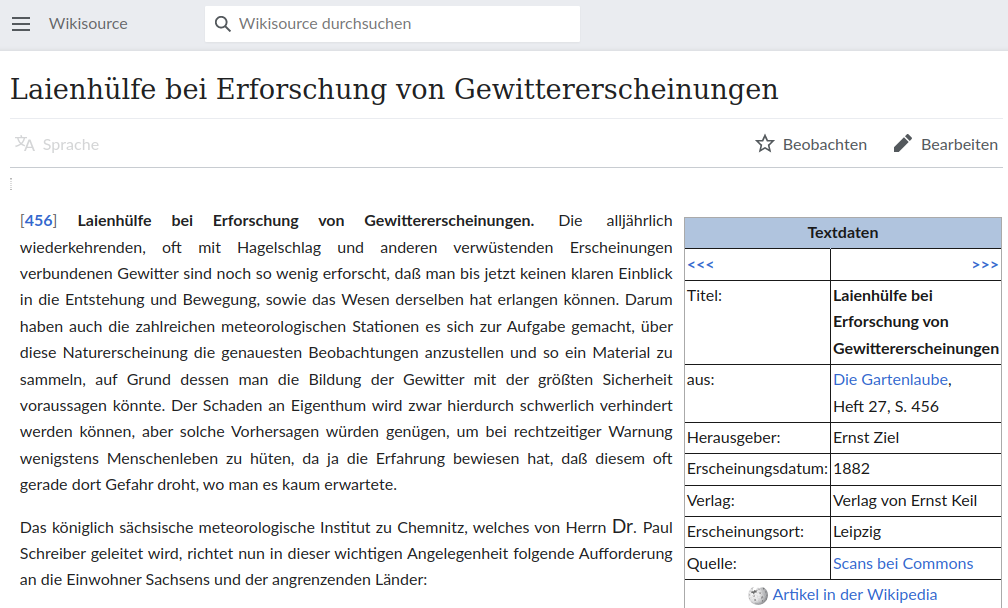 Wikisource
Wikisource durchsuchen
Laienhülfe bei Erforschung von Gewittererscheinungen
Sprache
Beobachten
Bearbeiten
[456] Laienhülfe bei Erforschung von Gewittererscheinungen. Die alljährlich
wiederkehrenden, oft mit Hagelschlag und anderen verwüstenden Erscheinungen
verbundenen Gewitter sind noch so wenig erforscht, daß man bis jetzt keinen klaren Einblick
in die Entstehung und Bewegung, sowie das Wesen derselben hat erlangen können. Darum
haben auch die zahlreichen meteorologischen Stationen es sich zur Aufgabe gemacht, über
diese Naturerscheinung die genauesten Beobachtungen anzustellen und so ein Material zu
sammeln, auf Grund dessen man die Bildung der Gewitter mit der größten Sicherheit
voraussagen könnte. Der Schaden an Eigenthum wird zwar hierdurch schwerlich verhindert
werden können, aber solche Vorhersagen würden genügen, um bei rechtzeitiger Warnung
wenigstens Menschenleben zu hüten, da ja die Erfahrung bewiesen hat, daß diesem oft
gerade dort Gefahr droht, wo man es kaum erwartete.
Das königlich sächsische meteorologische Institut zu Chemnitz, welches von Herrn Dr. Paul
Schreiber geleitet wird, richtet nun in dieser wichtigen Angelegenheit folgende Aufforderung
an die Einwohner Sachsens und der angrenzenden Länder:
Textdaten
<<< >>>
Titel: Laienhülfe bei
Erforschung von
Gewittererscheinungen
aus: Die Gartenlaube,
Heft 27, S. 456
Herausgeber: Ernst Ziel
Erscheinungsdatum: 1882
Verlag: Verlag von Ernst Keil
Erscheinungsort: Leipzig
Quelle: Scans bei Commons
Artikel in der Wikipedia